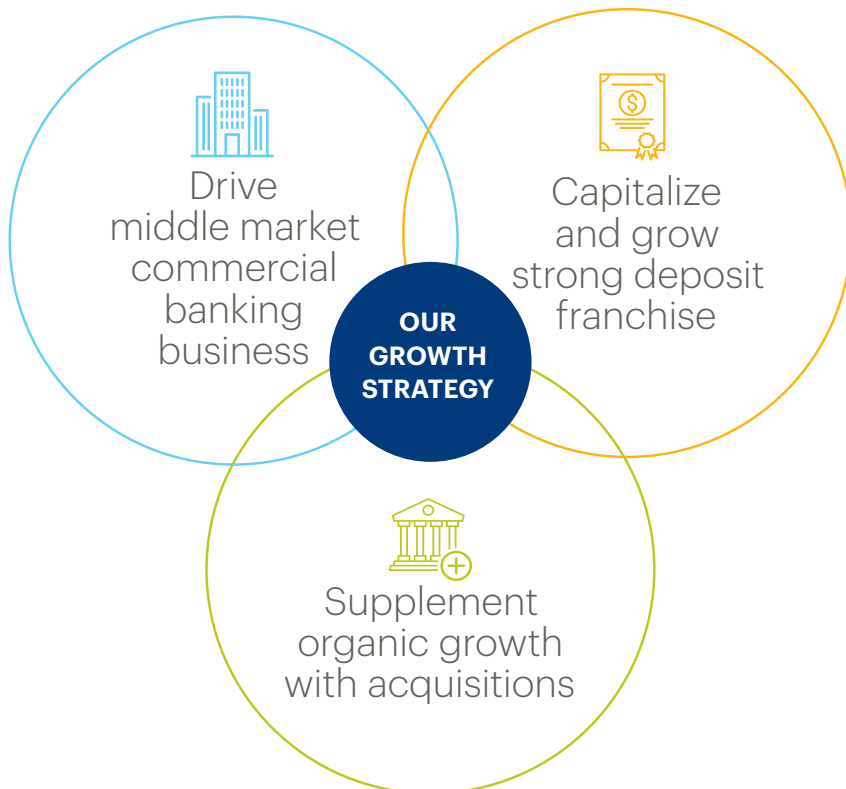 Drive
middle market
commercial
banking
business
Capitalize
and grow
strong deposit
franchise
OUR
GROWTH
STRATEGY
Supplement
organic growth
with acquisitions